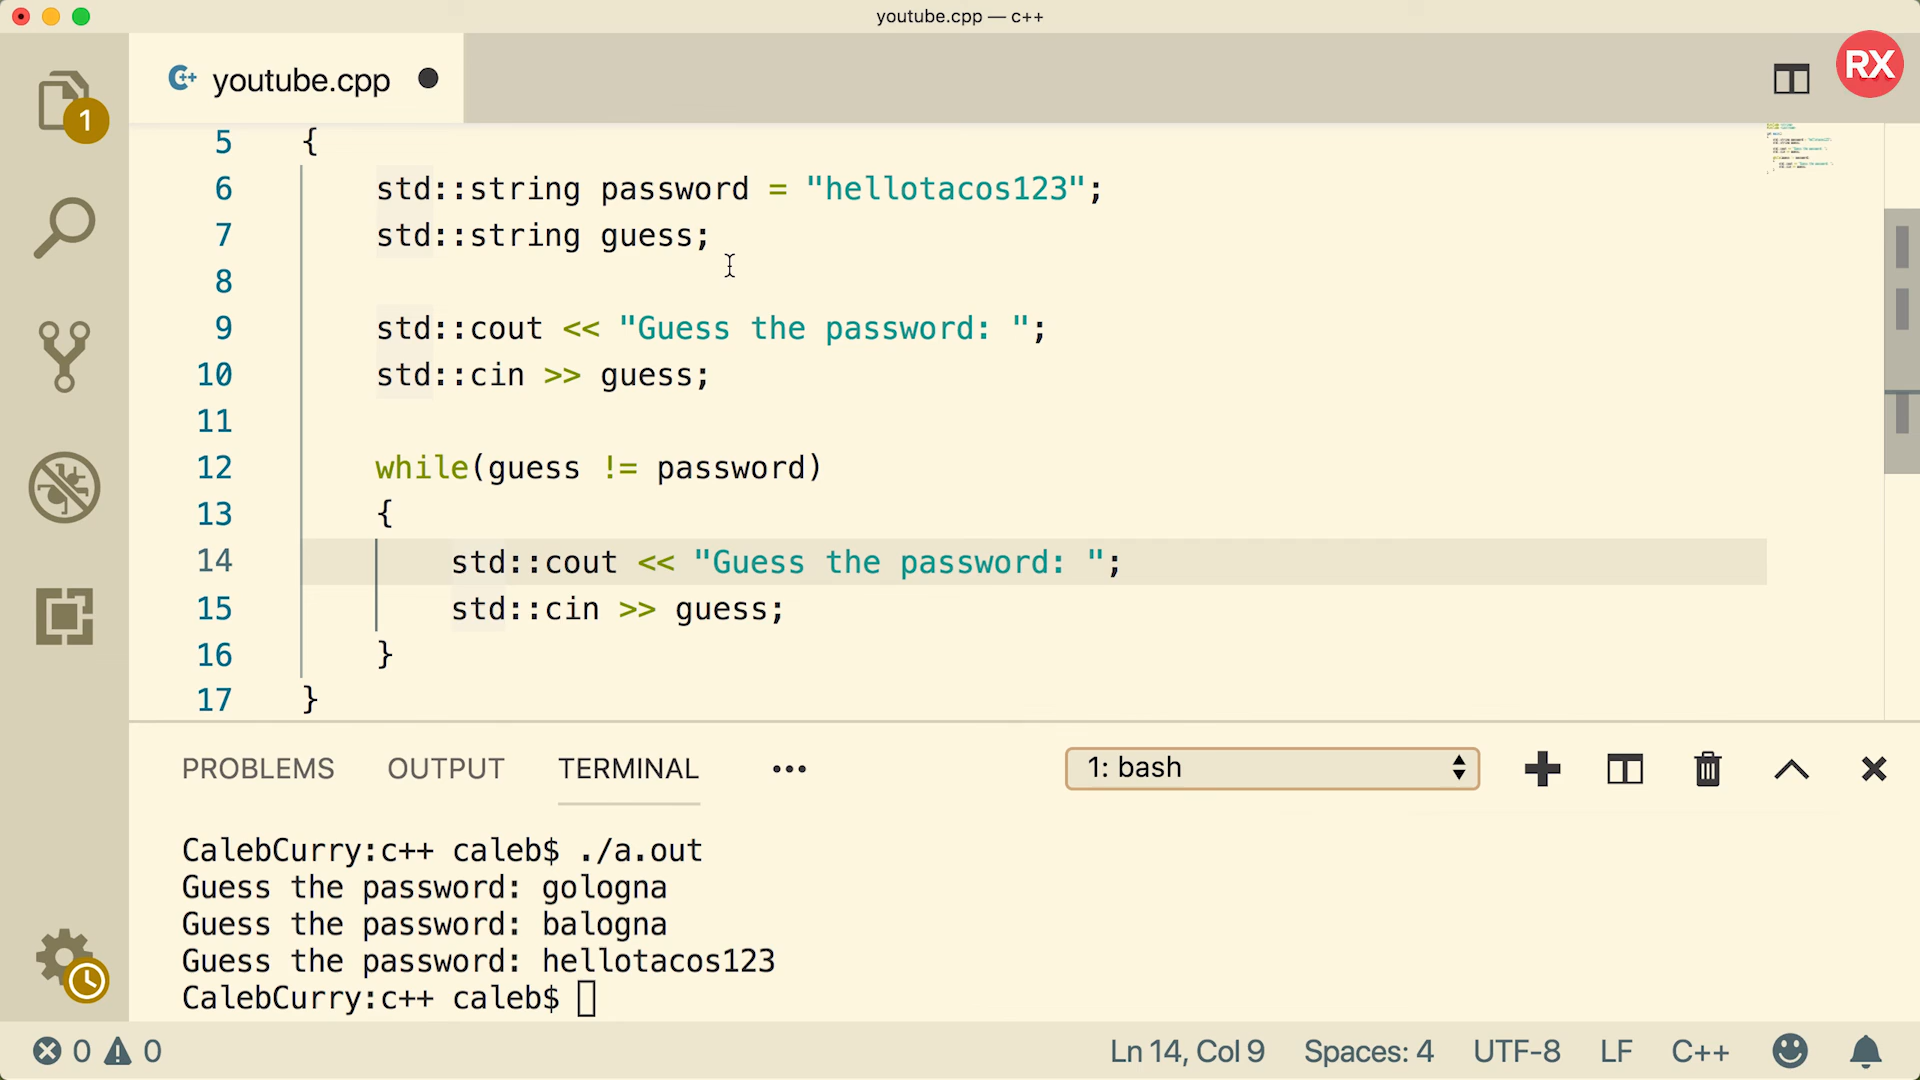 youtube.cpp — c++
youtube.cpp
RX
1
5 {
6 std::string password = "hellotacos123";
7 std::string guess;
8
9 std::cout << "Guess the password: ";
10 std::cin >> guess;
11
12 while(guess != password)
13 {
14 std::cout << "Guess the password: ";
15 std::cin >> guess;
16 }
17 }
PROBLEMS OUTPUT TERMINAL ••• 1: bash
CalebCurry:c++ caleb$ ./a.out
Guess the password: gologna
Guess the password: balogna
Guess the password: hellotacos123
CalebCurry:c++ caleb$
0 0 Ln 14, Col 9 Spaces: 4 UTF-8 LF C++